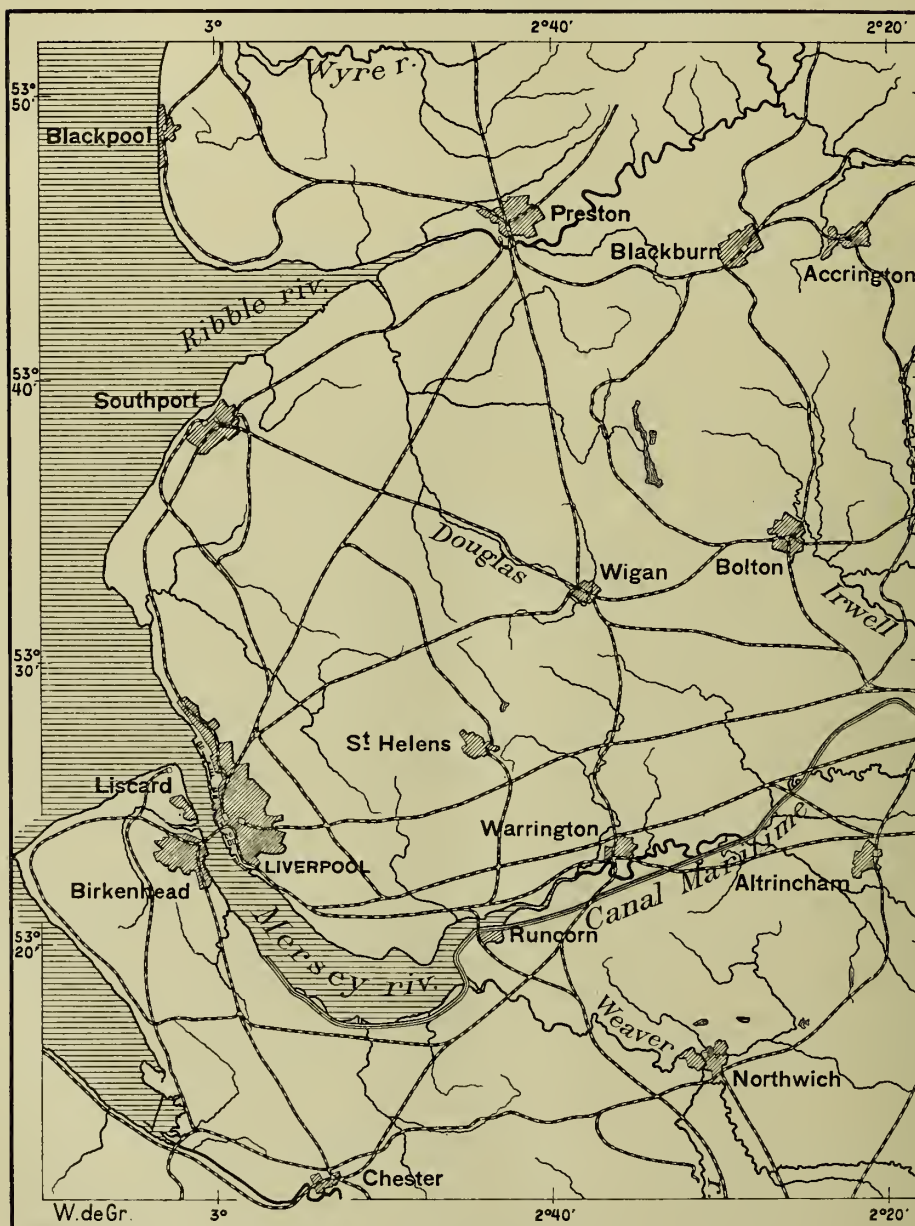 3° 2°40' 2°20'
Wyre r.
53°
50'
Blackpool
Preston
Blackburn
Accrington
Ribble riv.
53°
40'
Southport
Douglas
Wigan
Bolton
Irwell
53°
30'
St Helens
Liscard
Warrington
LIVERPOOL
Canal Maritime
Altrincham
Birkenhead
Mersey riv.
Runcorn
53°
20'
Weaver
Northwich
Chester
W.deGr. 3° 2°40' 2°20'